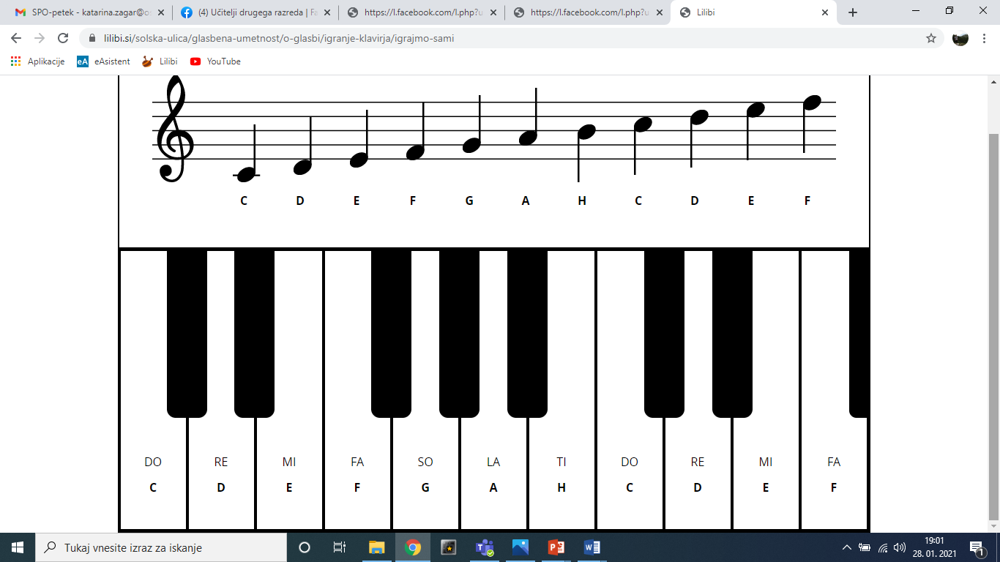 SPO-petek - katarina.zagar@o
(4) Učitelji drugega razreda | Fa
https://l.facebook.com/l.php?u
https://l.facebook.com/l.php?u
Lilibi
lilibi.si/solska-ulica/glasbena-umetnost/o-glasbi/igranje-klavirja/igrajmo-sami
Aplikacije eA eAsistent Lilibi YouTube
C D E F G A H C D E F
DO RE MI FA SO LA TI DO RE MI FA
C D E F G A H C D E F
Tukaj vnesite izraz za iskanje
19:01
28. 01. 2021
1